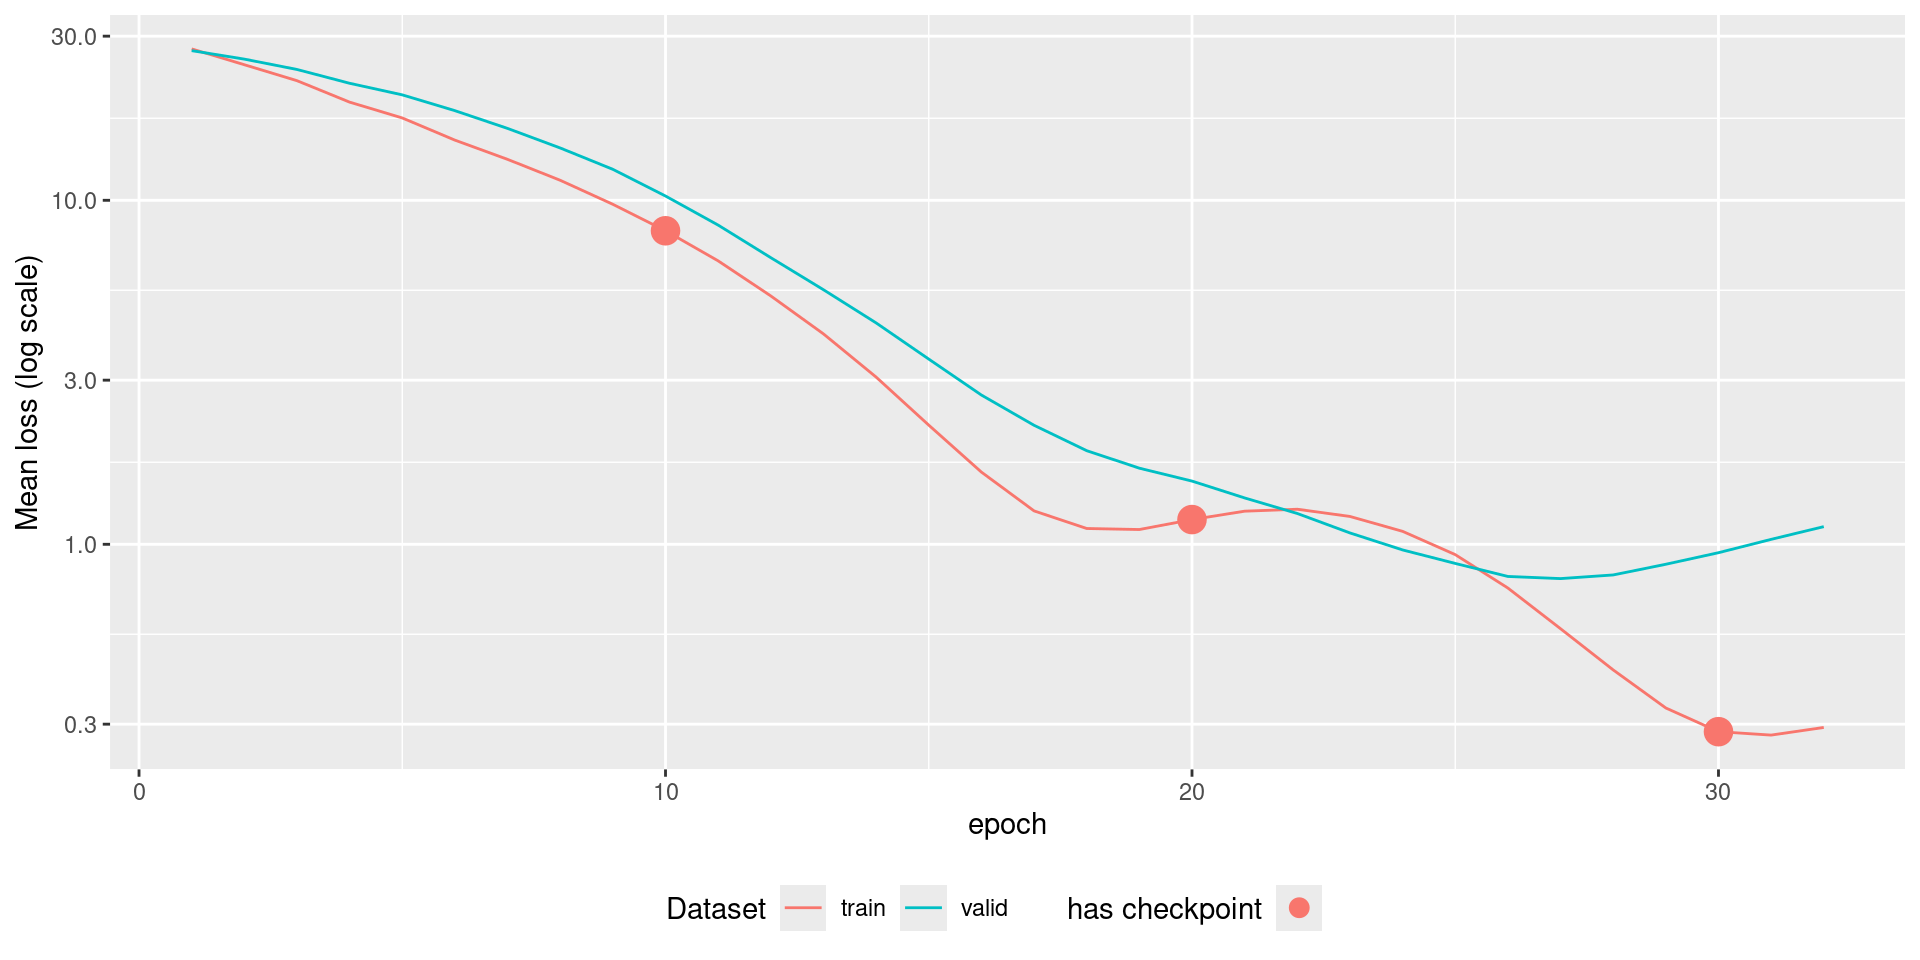 Mean loss (log scale)
30.0
10.0
3.0
1.0
0.3
0 10 20 30
epoch
Dataset train valid has checkpoint